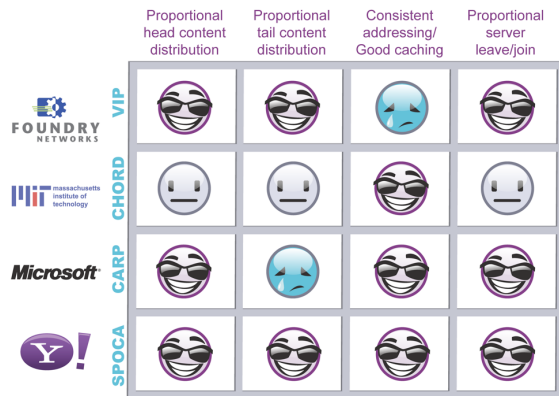 Proportional
head content
distribution
Proportional
tail content
distribution
Consistent
addressing/
Good caching
Proportional
server
leave/join
FOUNDRY
NETWORKS
VIP
massachusetts
institute of
technology
CHORD
Microsoft®
CARP
Y!
SPOCA